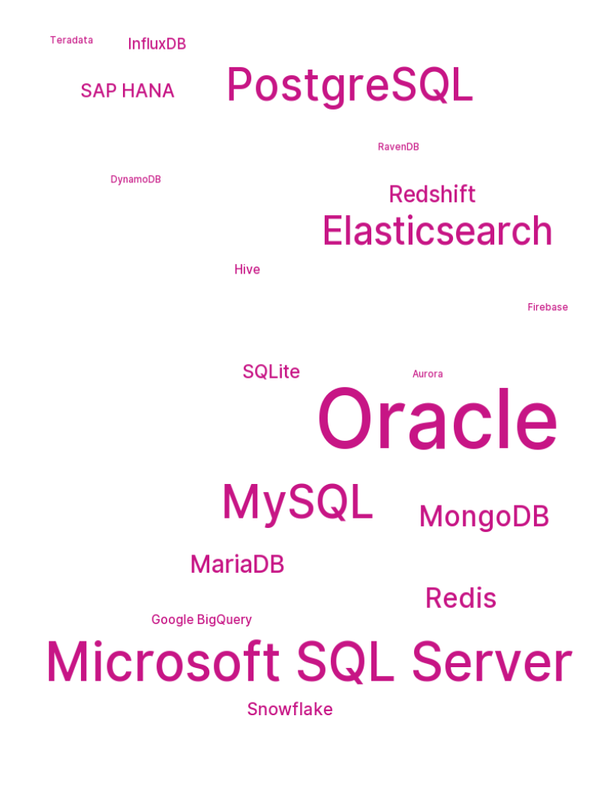 Teradata
InfluxDB
SAP HANA
PostgreSQL
RavenDB
DynamoDB
Redshift
Elasticsearch
Hive
Firebase
SQLite
Aurora
Oracle
MySQL
MongoDB
MariaDB
Redis
Google BigQuery
Microsoft SQL Server
Snowflake